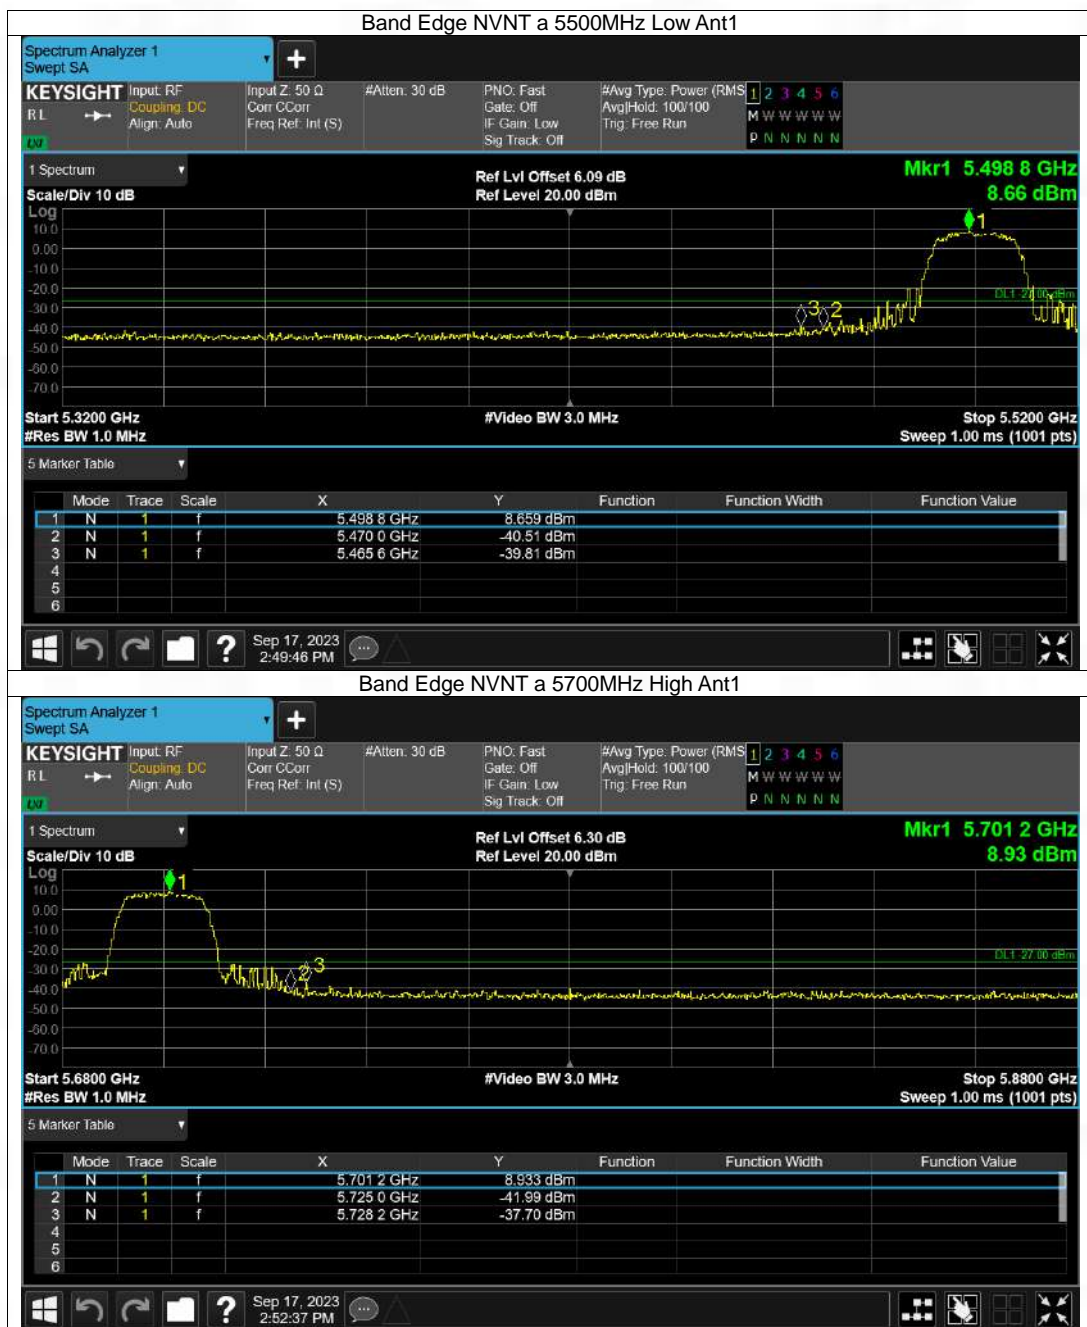 Band Edge NVNT a 5500MHz Low Ant1
Spectrum Analyzer 1
Swept SA
+
KEYSIGHT Input: RF Input Z: 50 Ω #Atten: 30 dB PNO: Fast #Avg Type: Power (RMS 1 2 3 4 5 6
RL Coupling: DC Corr CCorr Gate: Off Avg|Hold: 100/100 M W W W W W
Align: Auto Freq Ref: Int (S) IF Gain: Low Trig: Free Run
LXI Sig Track: Off P N N N N N
1 Spectrum Ref Lvl Offset 6.09 dB Mkr1 5.498 8 GHz
Scale/Div 10 dB Ref Level 20.00 dBm 8.66 dBm
Log
10.0 1
0.00
-10.0
-20.0
DL1 -27.00 dBm
-30.0 3 2
-40.0
-50.0
-60.0
-70.0
Start 5.3200 GHz #Video BW 3.0 MHz Stop 5.5200 GHz
#Res BW 1.0 MHz Sweep 1.00 ms (1001 pts)
5 Marker Table
Mode Trace Scale X Y Function Function Width Function Value
1 N 1 f 5.498 8 GHz 8.659 dBm
2 N 1 f 5.470 0 GHz -40.51 dBm
3 N 1 f 5.465 6 GHz -39.81 dBm
4
5
6
? Sep 17, 2023
2:49:46 PM
Band Edge NVNT a 5700MHz High Ant1
Spectrum Analyzer 1
Swept SA
+
KEYSIGHT Input: RF Input Z: 50 Ω #Atten: 30 dB PNO: Fast #Avg Type: Power (RMS 1 2 3 4 5 6
RL Coupling: DC Corr CCorr Gate: Off Avg|Hold: 100/100 M W W W W W
Align: Auto Freq Ref: Int (S) IF Gain: Low Trig: Free Run
LXI Sig Track: Off P N N N N N
1 Spectrum Ref Lvl Offset 6.30 dB Mkr1 5.701 2 GHz
Scale/Div 10 dB Ref Level 20.00 dBm 8.93 dBm
Log
10.0 1
0.00
-10.0
-20.0
DL1 -27.00 dBm
-30.0 2 3
-40.0
-50.0
-60.0
-70.0
Start 5.6800 GHz #Video BW 3.0 MHz Stop 5.8800 GHz
#Res BW 1.0 MHz Sweep 1.00 ms (1001 pts)
5 Marker Table
Mode Trace Scale X Y Function Function Width Function Value
1 N 1 f 5.701 2 GHz 8.933 dBm
2 N 1 f 5.725 0 GHz -41.99 dBm
3 N 1 f 5.728 2 GHz -37.70 dBm
4
5
6
? Sep 17, 2023
2:52:37 PM